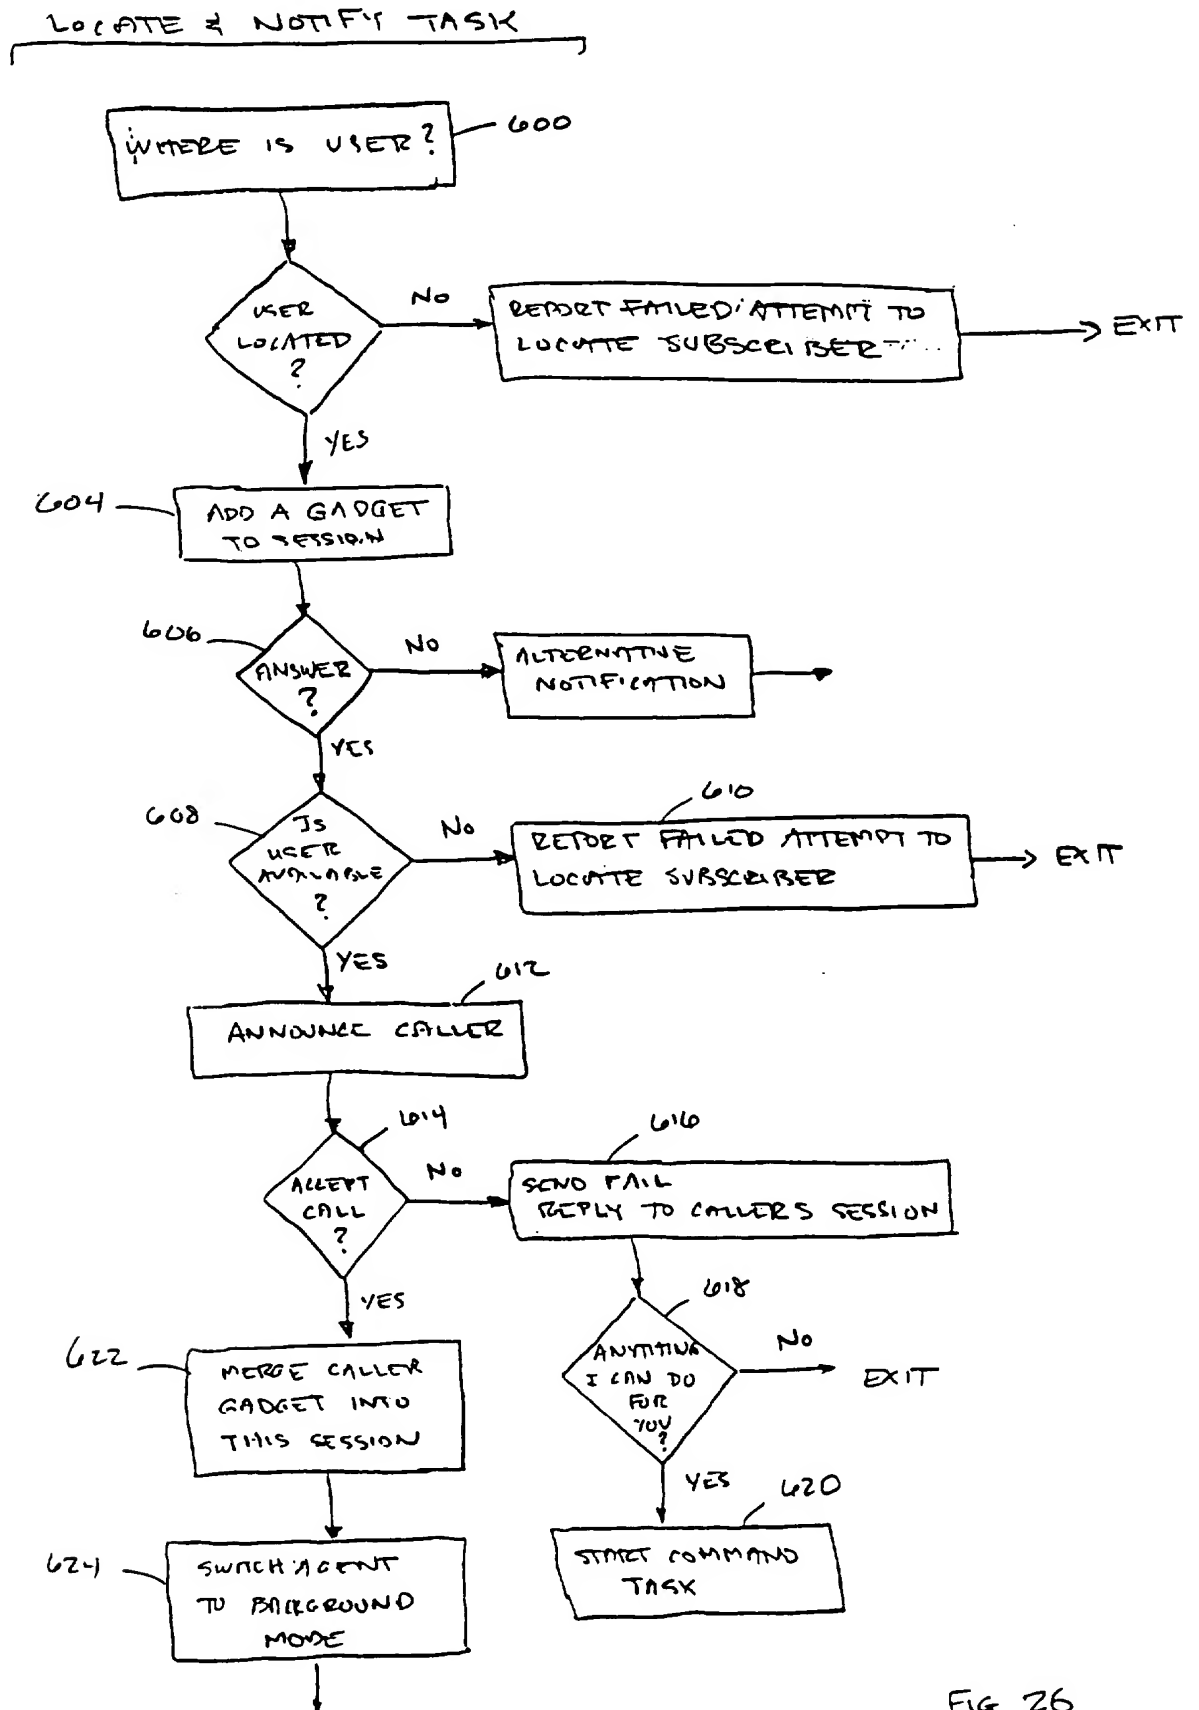 LOCATE & NOTIFY TASK
WHERE IS USER?
600
USER
LOCATED
?
NO
REPORT FAILED ATTEMPT TO
LOCATE SUBSCRIBER
EXIT
YES
604
ADD A GADGET
TO SESSION
606
ANSWER
?
NO
ALTERNATIVE
NOTIFICATION
YES
608
IS
USER
AVAILABLE
?
NO
610
REPORT FAILED ATTEMPT TO
LOCATE SUBSCRIBER
EXIT
YES
612
ANNOUNCE CALLER
614
ACCEPT
CALL
?
NO
616
SEND FAIL
REPLY TO CALLERS SESSION
YES
618
ANYTHING
I CAN DO
FOR
YOU
?
NO
EXIT
622
MERGE CALLER
GADGET INTO
THIS SESSION
YES
620
START COMMAND
TASK
624
SWITCH AGENT
TO BACKGROUND
MODE
FIG 26